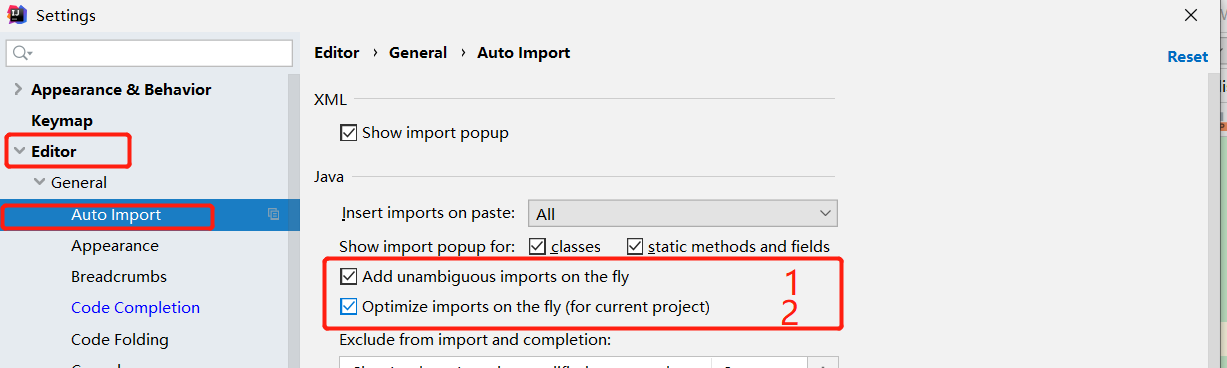 Settings
Editor › General › Auto Import
Reset
Appearance & Behavior
Keymap
Editor
General
Auto Import
Appearance
Breadcrumbs
Code Completion
Code Folding
XML
Show import popup
Java
Insert imports on paste: All
Show import popup for: classes static methods and fields
Add unambiguous imports on the fly 1
Optimize imports on the fly (for current project) 2
Exclude from import and completion: